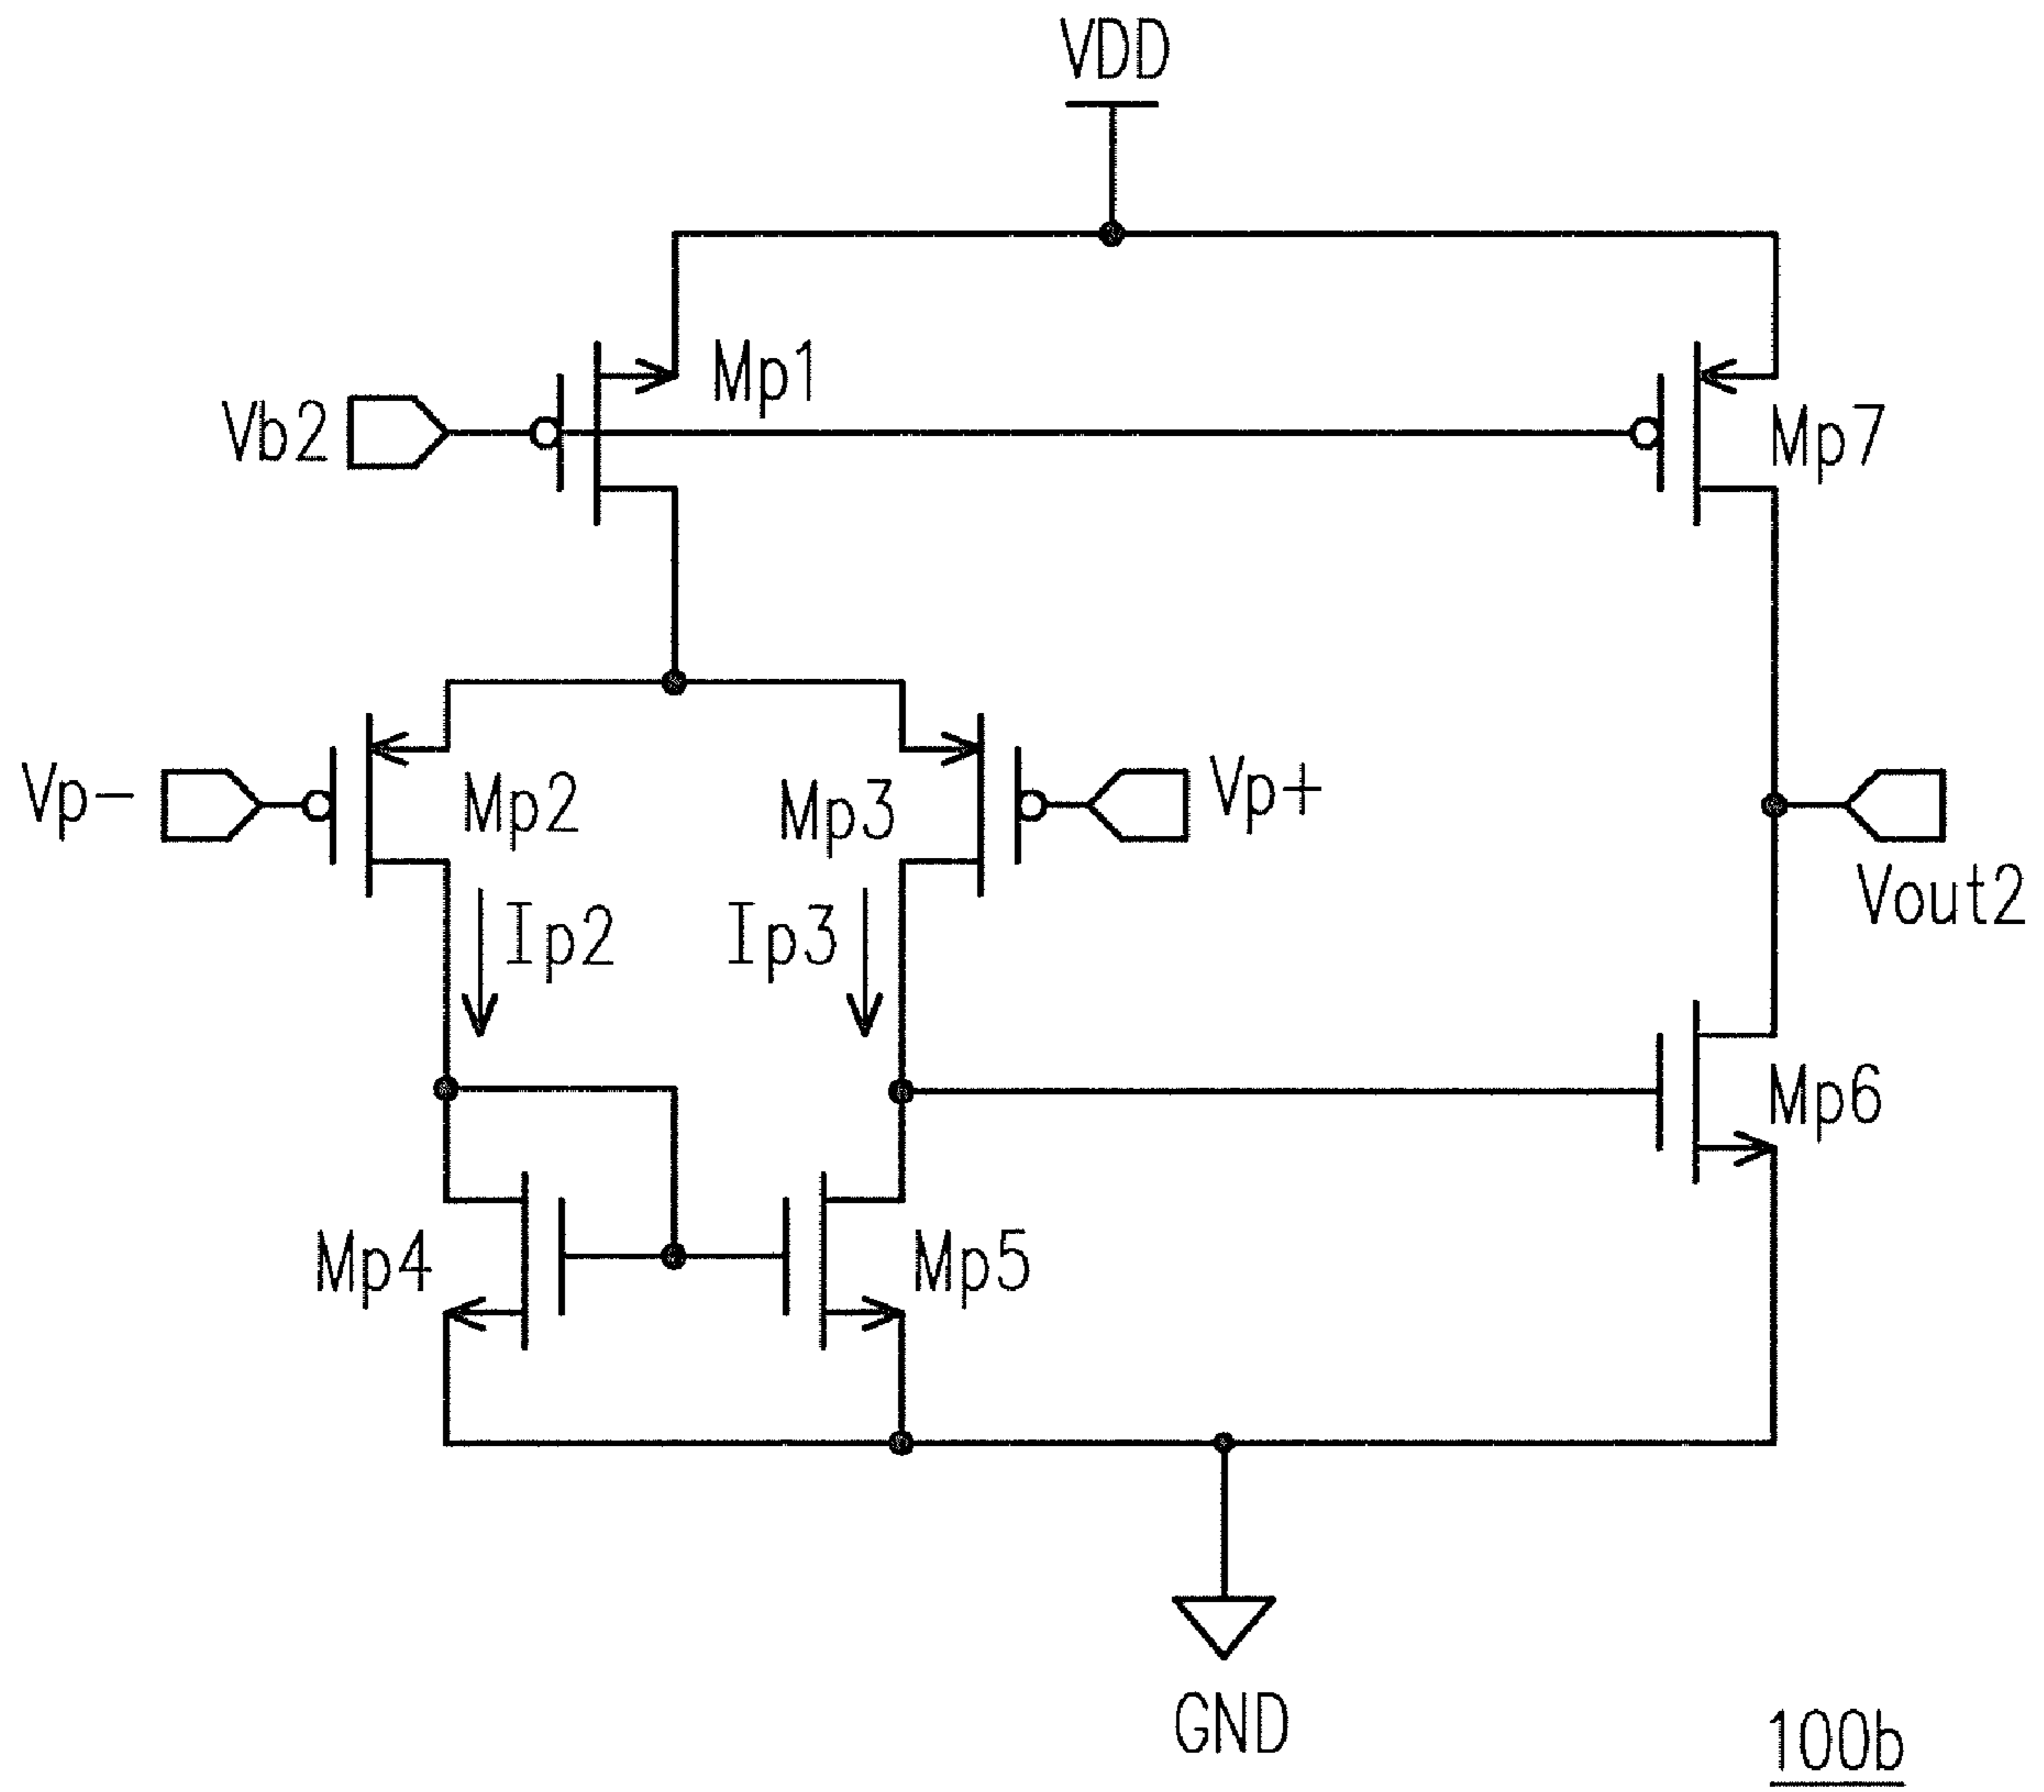 VDD
Mp1
Vb2
Mp7
Vp-
Mp2
Mp3
Vp+
Vout2
Ip2
Ip3
Mp6
Mp4
Mp5
GND
100b